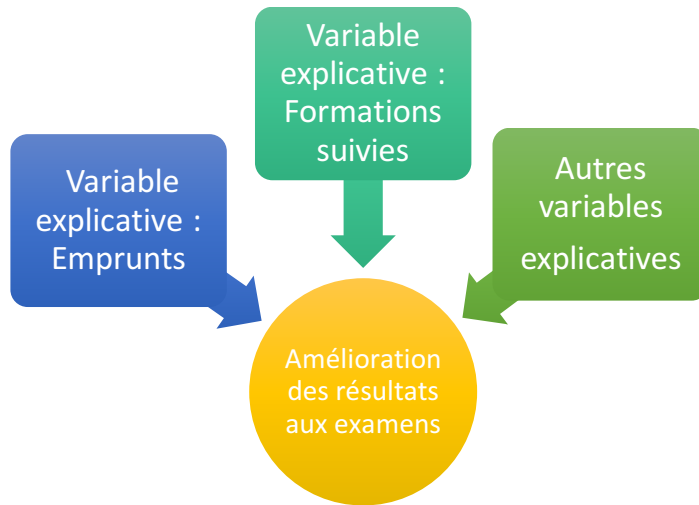 Variable
explicative :
Formations
suivies
Variable
explicative :
Emprunts
Autres
variables
explicatives
Amélioration
des résultats
aux examens